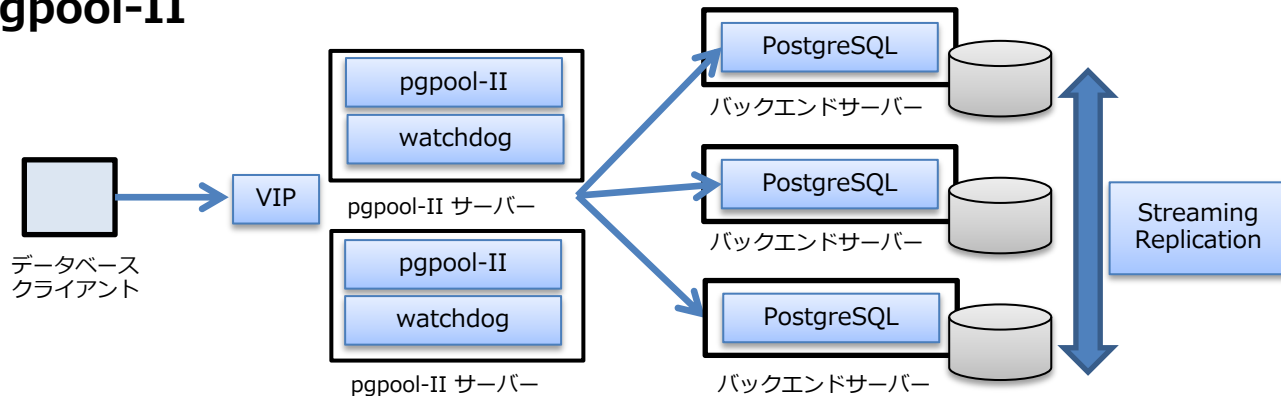 gpool-II
データベース
クライアント
VIP
pgpool-II
watchdog
pgpool-II サーバー
pgpool-II
watchdog
pgpool-II サーバー
PostgreSQL
バックエンドサーバー
PostgreSQL
バックエンドサーバー
PostgreSQL
バックエンドサーバー
Streaming
Replication